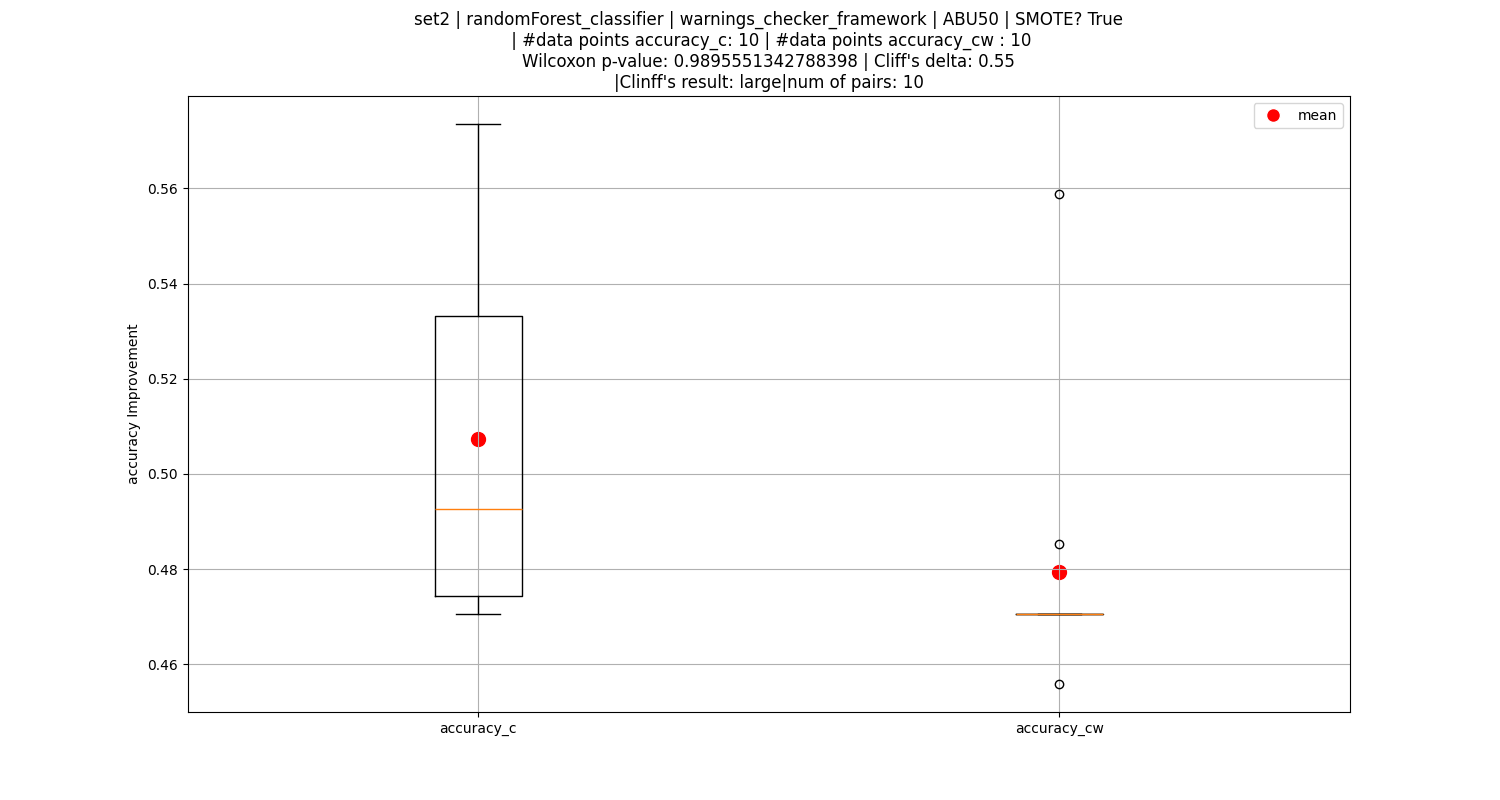 set2 | randomForest_classifier | warnings_checker_framework | ABU50 | SMOTE? True
| #data points accuracy_c: 10 | #data points accuracy_cw : 10
Wilcoxon p-value: 0.9895551342788398 | Cliff's delta: 0.55
|Clinff's result: large|num of pairs: 10
mean
0.56
0.54
0.52
0.50
0.48
0.46
accuracy Improvement
accuracy_c
accuracy_cw